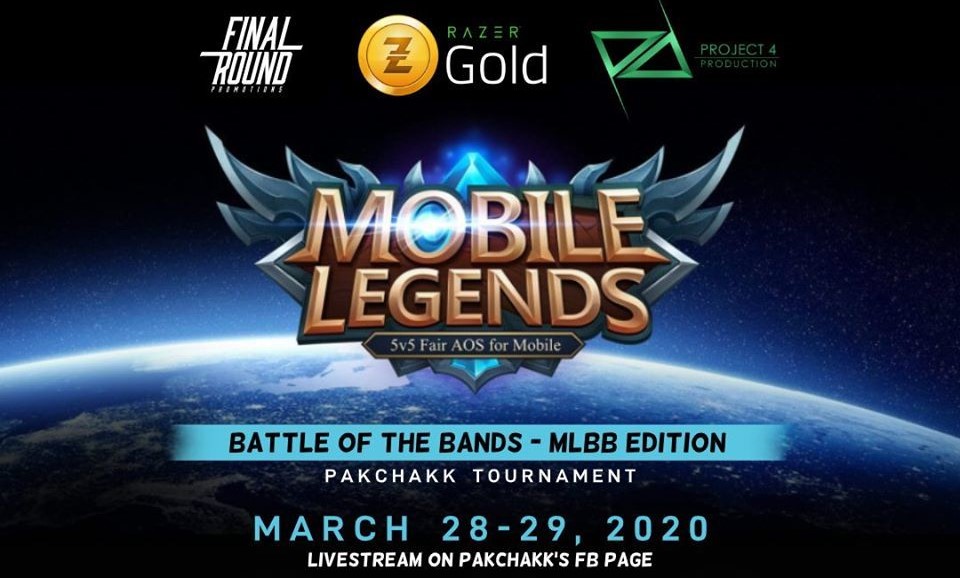 FINAL
ROUND
PROMOTIONS
RAZER
Gold
PROJECT 4
PRODUCTION
MOBILE
LEGENDS
5v5 Fair AOS for Mobile
BATTLE OF THE BANDS - MLBB EDITION
PAKCHAKK TOURNAMENT
MARCH 28-29, 2020
LIVESTREAM ON PAKCHAKK'S FB PAGE